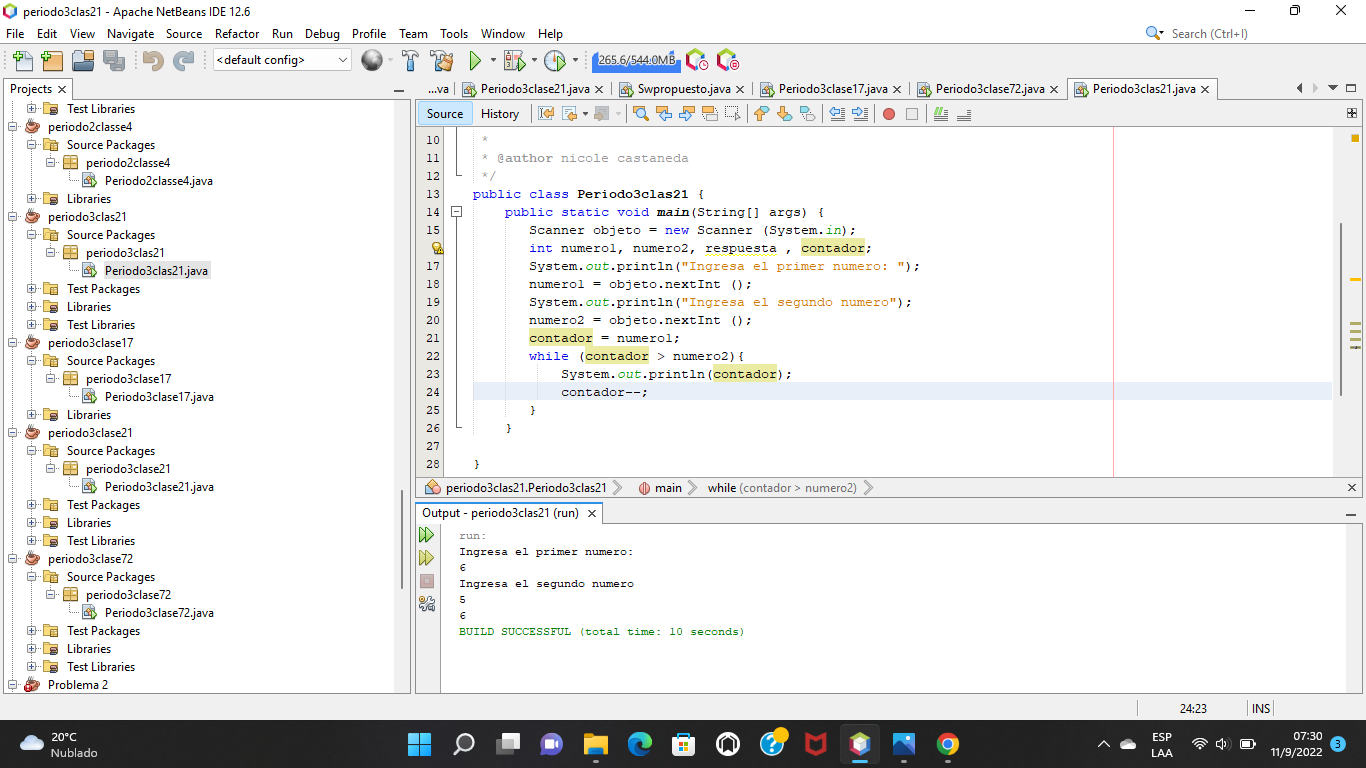 periodo3clas21 - Apache NetBeans IDE 12.6
File Edit View Navigate Source Refactor Run Debug Profile Team Tools Window Help
Search (Ctrl+I)
<default config>
265.6/544.0MB
Projects
Test Libraries
periodo2classe4
Source Packages
periodo2classe4
Periodo2classe4.java
Libraries
periodo3clas21
Source Packages
periodo3clas21
Periodo3clas21.java
Test Packages
Libraries
Test Libraries
periodo3clase17
Source Packages
periodo3clase17
Periodo3clase17.java
Libraries
periodo3clase21
Source Packages
periodo3clase21
Periodo3clase21.java
Test Packages
Libraries
Test Libraries
periodo3clase72
Source Packages
periodo3clase72
Periodo3clase72.java
Test Packages
Libraries
Test Libraries
Problema 2
...va Periodo3clase21.java Swpropuesto.java Periodo3clase17.java Periodo3clase72.java Periodo3clas21.java
Source History
10 *
11 * @author nicole castaneda
12 */
13 public class Periodo3clas21 {
14 public static void main(String[] args) {
15 Scanner objeto = new Scanner (System.in);
int numero1, numero2, respuesta , contador;
17 System.out.println("Ingresa el primer numero: ");
18 numero1 = objeto.nextInt ();
19 System.out.println("Ingresa el segundo numero");
20 numero2 = objeto.nextInt ();
21 contador = numero1;
22 while (contador > numero2){
23 System.out.println(contador);
24 contador--;
25 }
26 }
27
28 }
periodo3clas21.Periodo3clas21 main while (contador > numero2)
Output - periodo3clas21 (run)
run:
Ingresa el primer numero:
6
Ingresa el segundo numero
5
6
BUILD SUCCESSFUL (total time: 10 seconds)
24:23 INS
20°C
Nublado
ESP
LAA
07:30
11/9/2022
3